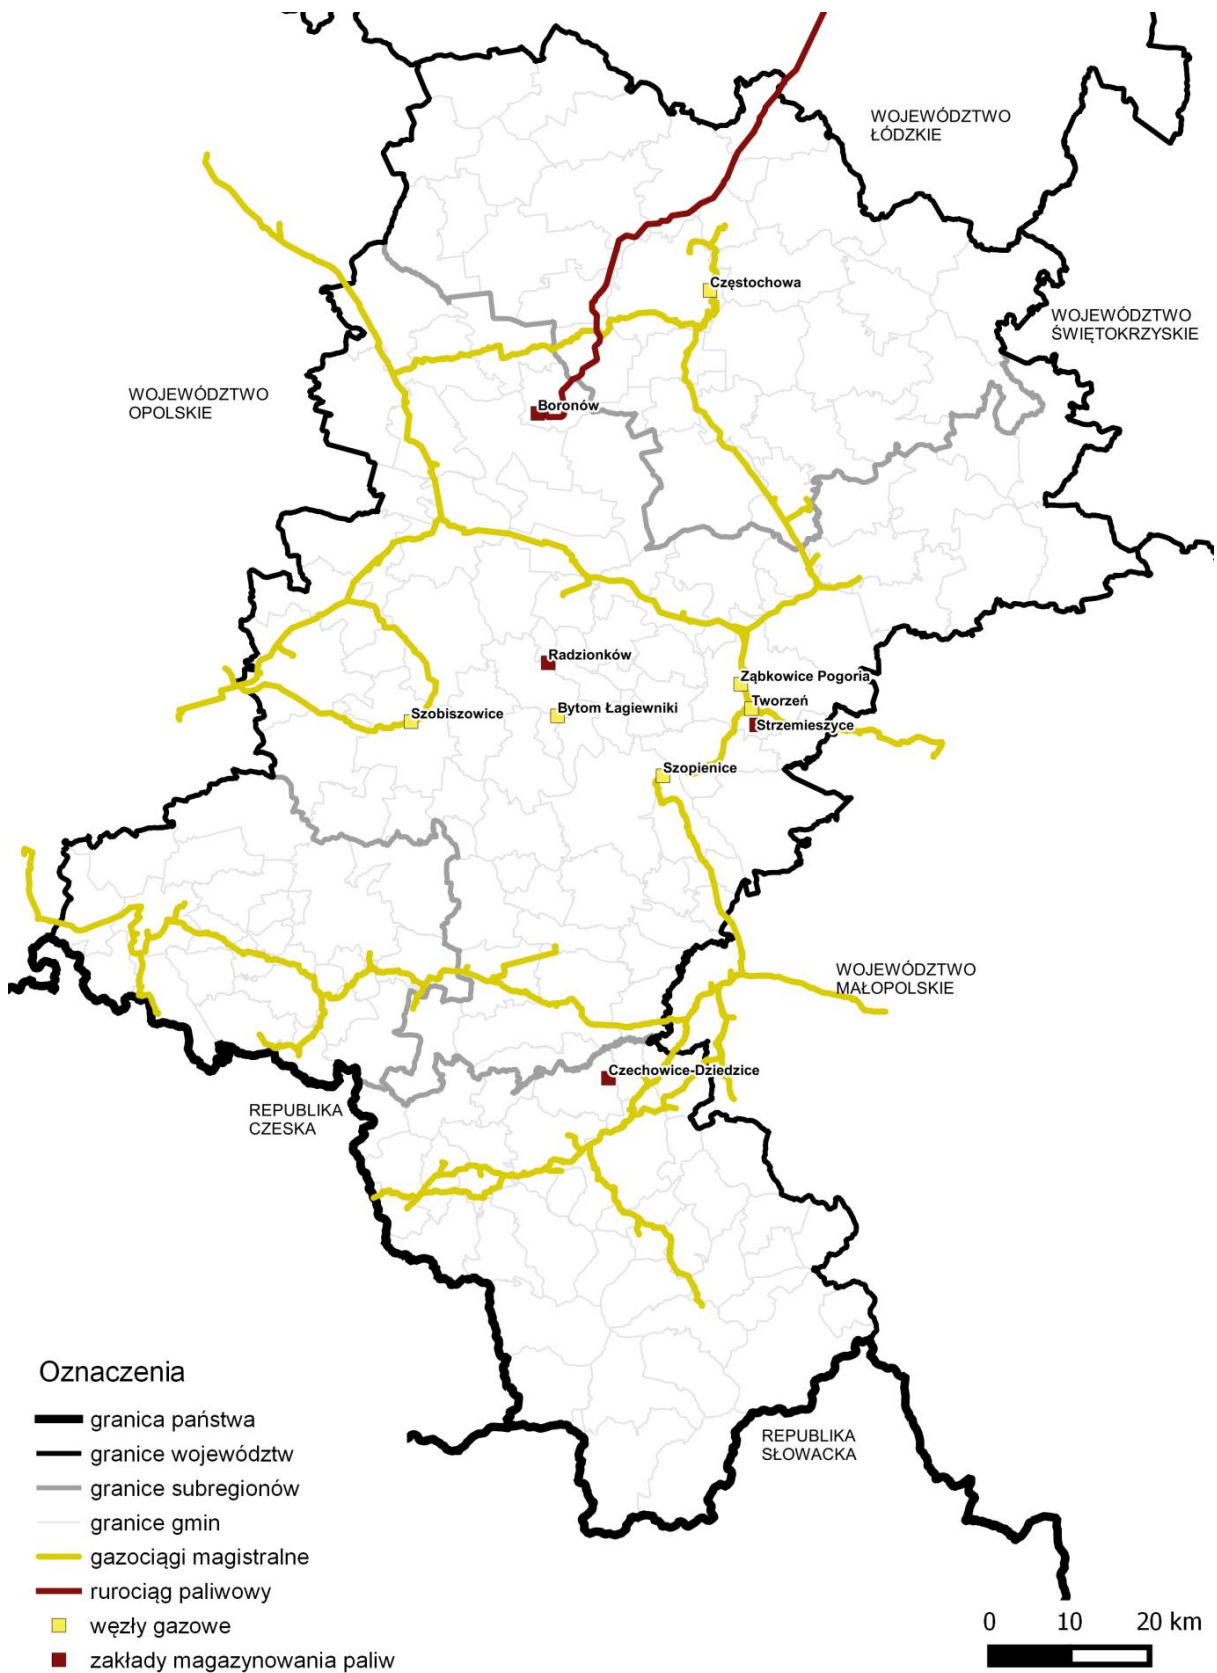 WOJEWÓDZTWO
ŁÓDZKIE
Częstochowa
WOJEWÓDZTWO
ŚWIĘTOKRZYSKIE
WOJEWÓDZTWO
OPOLSKIE
Boronów
Radzionków
Ząbkowice Pogoria
Tworzeń
Szobiszowice
Bytom Łagiewniki
Strzemieszyce
Szopienice
WOJEWÓDZTWO
MAŁOPOLSKIE
Czechowice-Dziedzice
REPUBLIKA
CZESKA
Oznaczenia
granica państwa
granice województw
granice subregionów
granice gmin
gazociągi magistralne
rurociąg paliwowy
węzły gazowe
zakłady magazynowania paliw
REPUBLIKA
SŁOWACKA
0 10 20 km